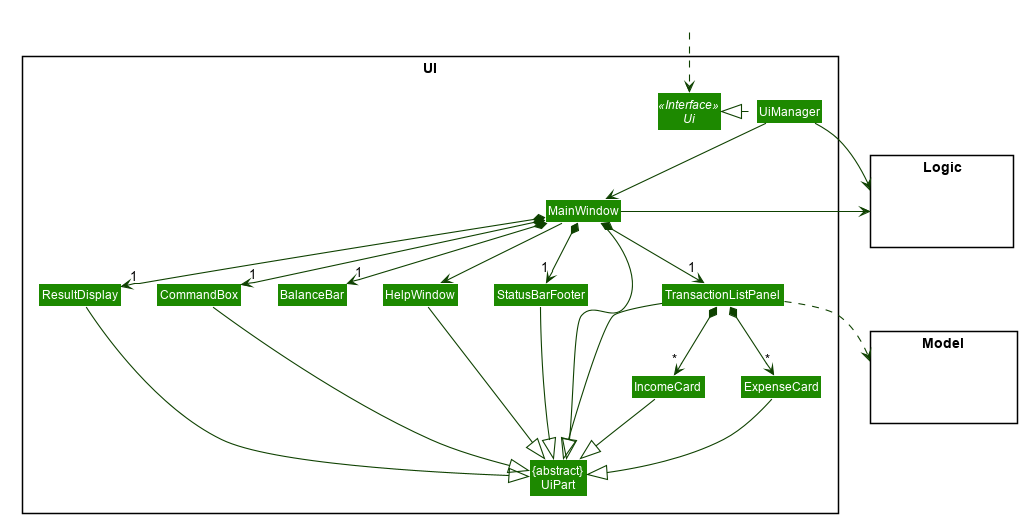 UI
«Interface»
Ui
UiManager
Logic
MainWindow
1
1
1
1
1
ResultDisplay
CommandBox
BalanceBar
HelpWindow
StatusBarFooter
TransactionListPanel
Model
*
*
IncomeCard
ExpenseCard
{abstract}
UiPart